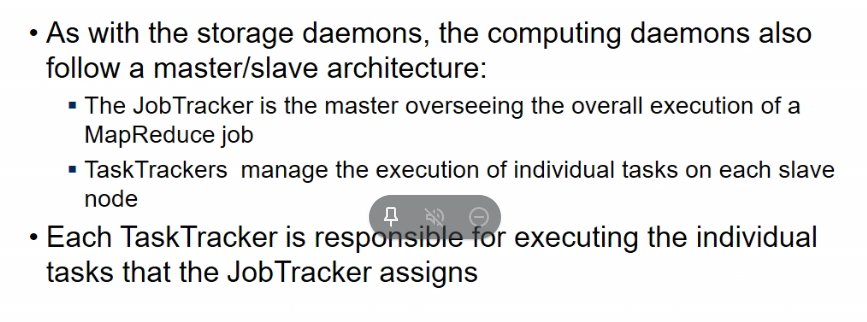 • As with the storage daemons, the computing daemons also
follow a master/slave architecture:
▪ The JobTracker is the master overseeing the overall execution of a
MapReduce job
▪ TaskTrackers  manage the execution of individual tasks on each slave
node
• Each TaskTracker is responsible for executing the individual
tasks that the JobTracker assigns